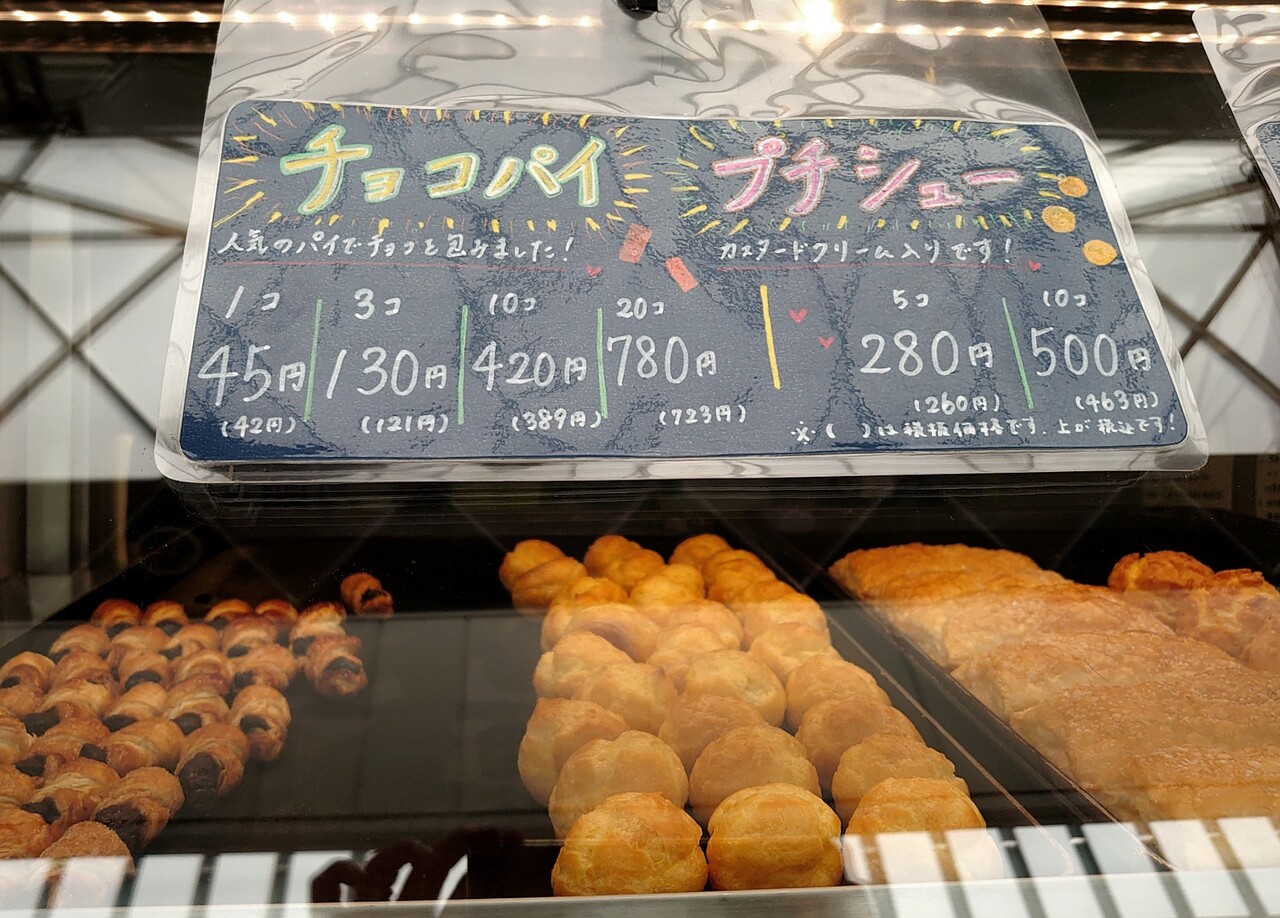 チョコパイ
人気のパイでチョコを包みました!
1コ 3コ 10コ 20コ
45円 130円 420円 780円
(42円) (121円) (389円) (723円)
プチシュー
カスタードクリーム入りです!
5コ 10コ
280円 500円
(260円) (463円)
※( )は税抜価格です。上が税込です!